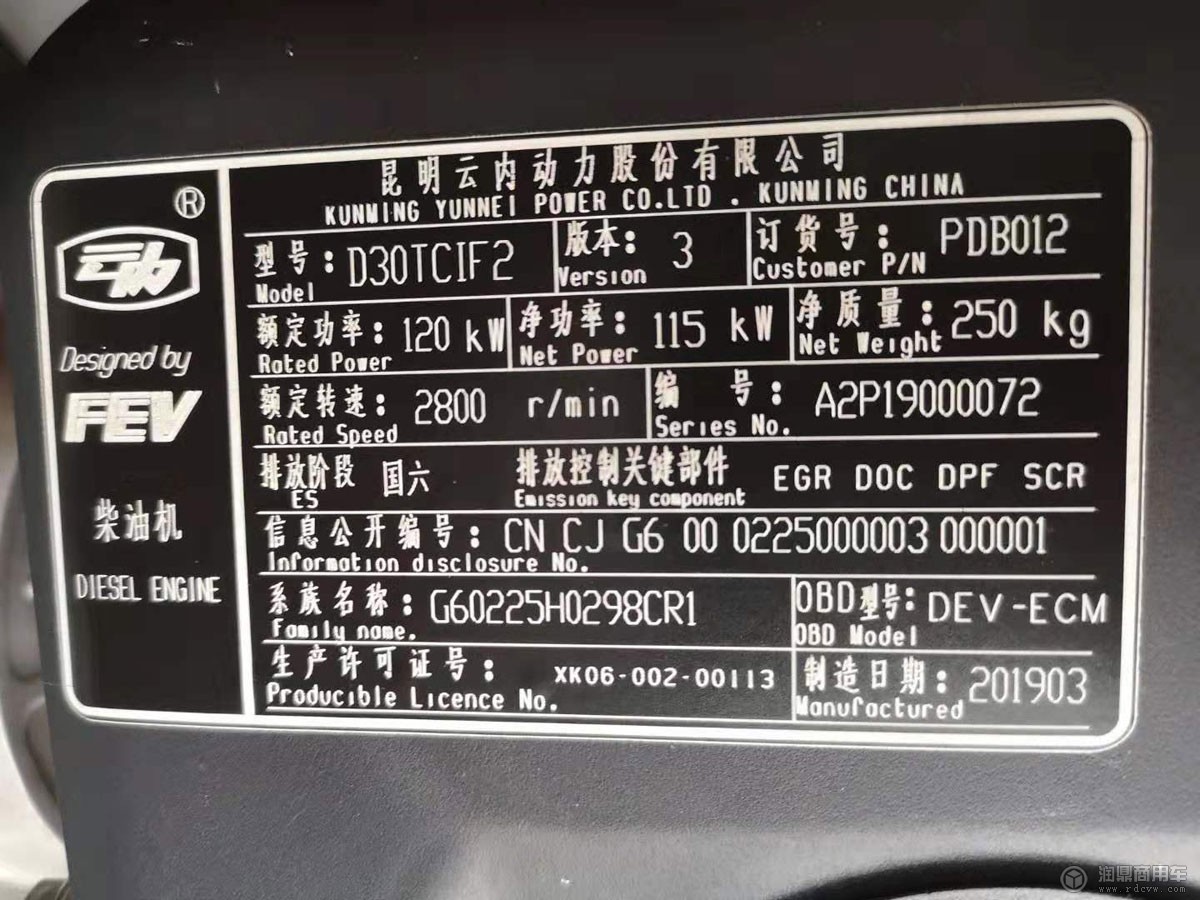 昆明云内动力股份有限公司
KUNMING YUNNEI POWER CO.LTD . KUNMING CHINA
®
云内
Designed by
FEV
柴油机
DIESEL ENGINE
型号: D30TCIF2 版本: 3 订货号: PDB012
Model Version Customer P/N
额定功率: 120 kW 净功率: 115 kW 净质量: 250 kg
Rated Power Net Power Net Weight
额定转速: 2800 r/min 编号: A2P19000072
Rated Speed Series No.
排放阶段 国六 排放控制关键部件 EGR DOC DPF SCR
ES Emission key component
信息公开编号: CN CJ G6 00 0225000003 000001
Information disclosure No.
系族名称: G60225H0298CR1 OBD型号: DEV-ECM
Family name. OBD Model
生产许可证号: XK06-002-00113 制造日期: 201903
Producible Licence No. Manufactured
润鼎商用车
www.rdcvw.com